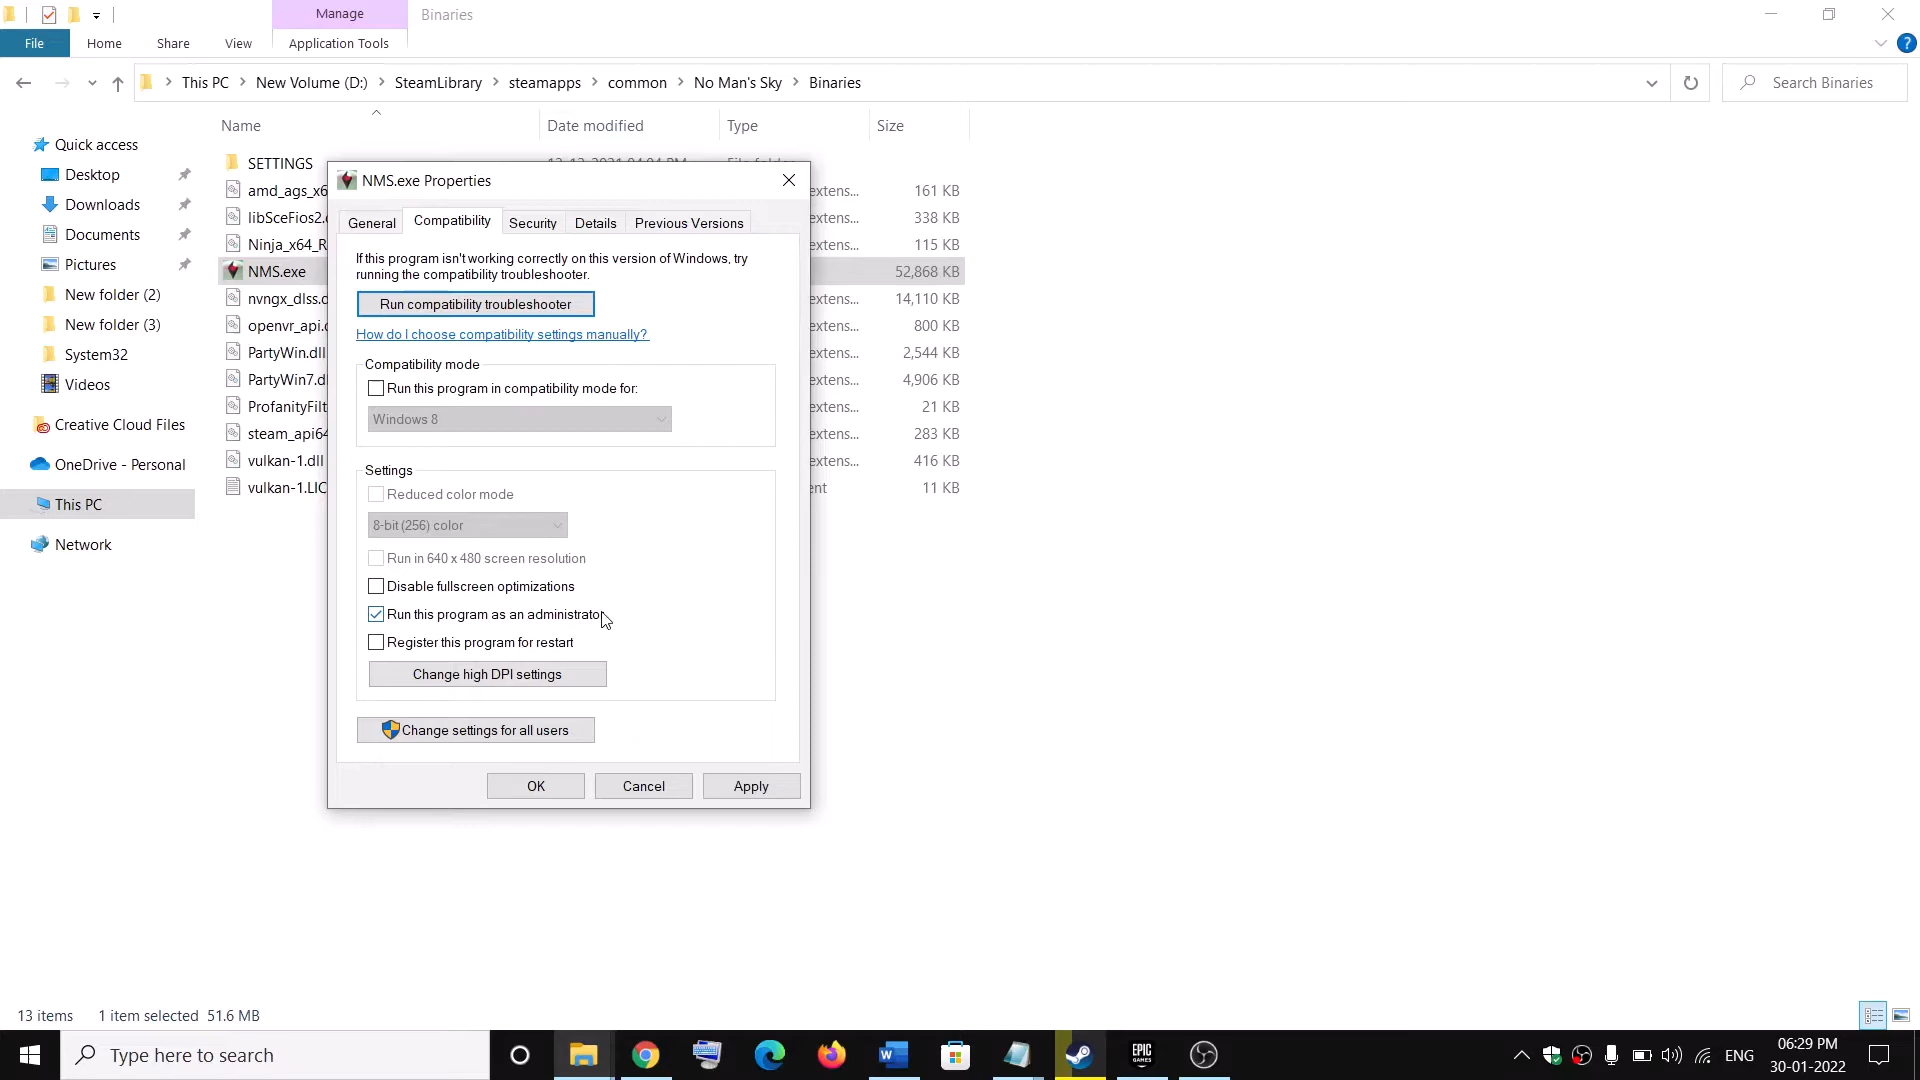 Manage
Binaries
File
Home
Share
View
Application Tools
This PC
New Volume (D:)
SteamLibrary
steamapps
common
No Man's Sky
Binaries
Search Binaries
Name
Date modified
Type
Size
Quick access
Desktop
Downloads
Documents
Pictures
New folder (2)
New folder (3)
System32
Videos
Creative Cloud Files
OneDrive - Personal
This PC
Network
SETTINGS
amd_ags_x6
extens...
161 KB
libSceFios2.
extens...
338 KB
Ninja_x64_R
extens...
115 KB
NMS.exe
52,868 KB
nvngx_dlss.
extens...
14,110 KB
openvr_api.
extens...
800 KB
PartyWin.dll
extens...
2,544 KB
PartyWin7.d
extens...
4,906 KB
ProfanityFilt
extens...
21 KB
steam_api64
extens...
283 KB
vulkan-1.dll
extens...
416 KB
vulkan-1.LIC
ent
11 KB
NMS.exe Properties
General
Compatibility
Security
Details
Previous Versions
If this program isn't working correctly on this version of Windows, try
running the compatibility troubleshooter.
Run compatibility troubleshooter
How do I choose compatibility settings manually?
Compatibility mode
Run this program in compatibility mode for:
Windows 8
Settings
Reduced color mode
8-bit (256) color
Run in 640 x 480 screen resolution
Disable fullscreen optimizations
Run this program as an administrator
Register this program for restart
Change high DPI settings
Change settings for all users
OK
Cancel
Apply
13 items
1 item selected 51.6 MB
Type here to search
EPIC
GAMES
ENG
06:29 PM
30-01-2022